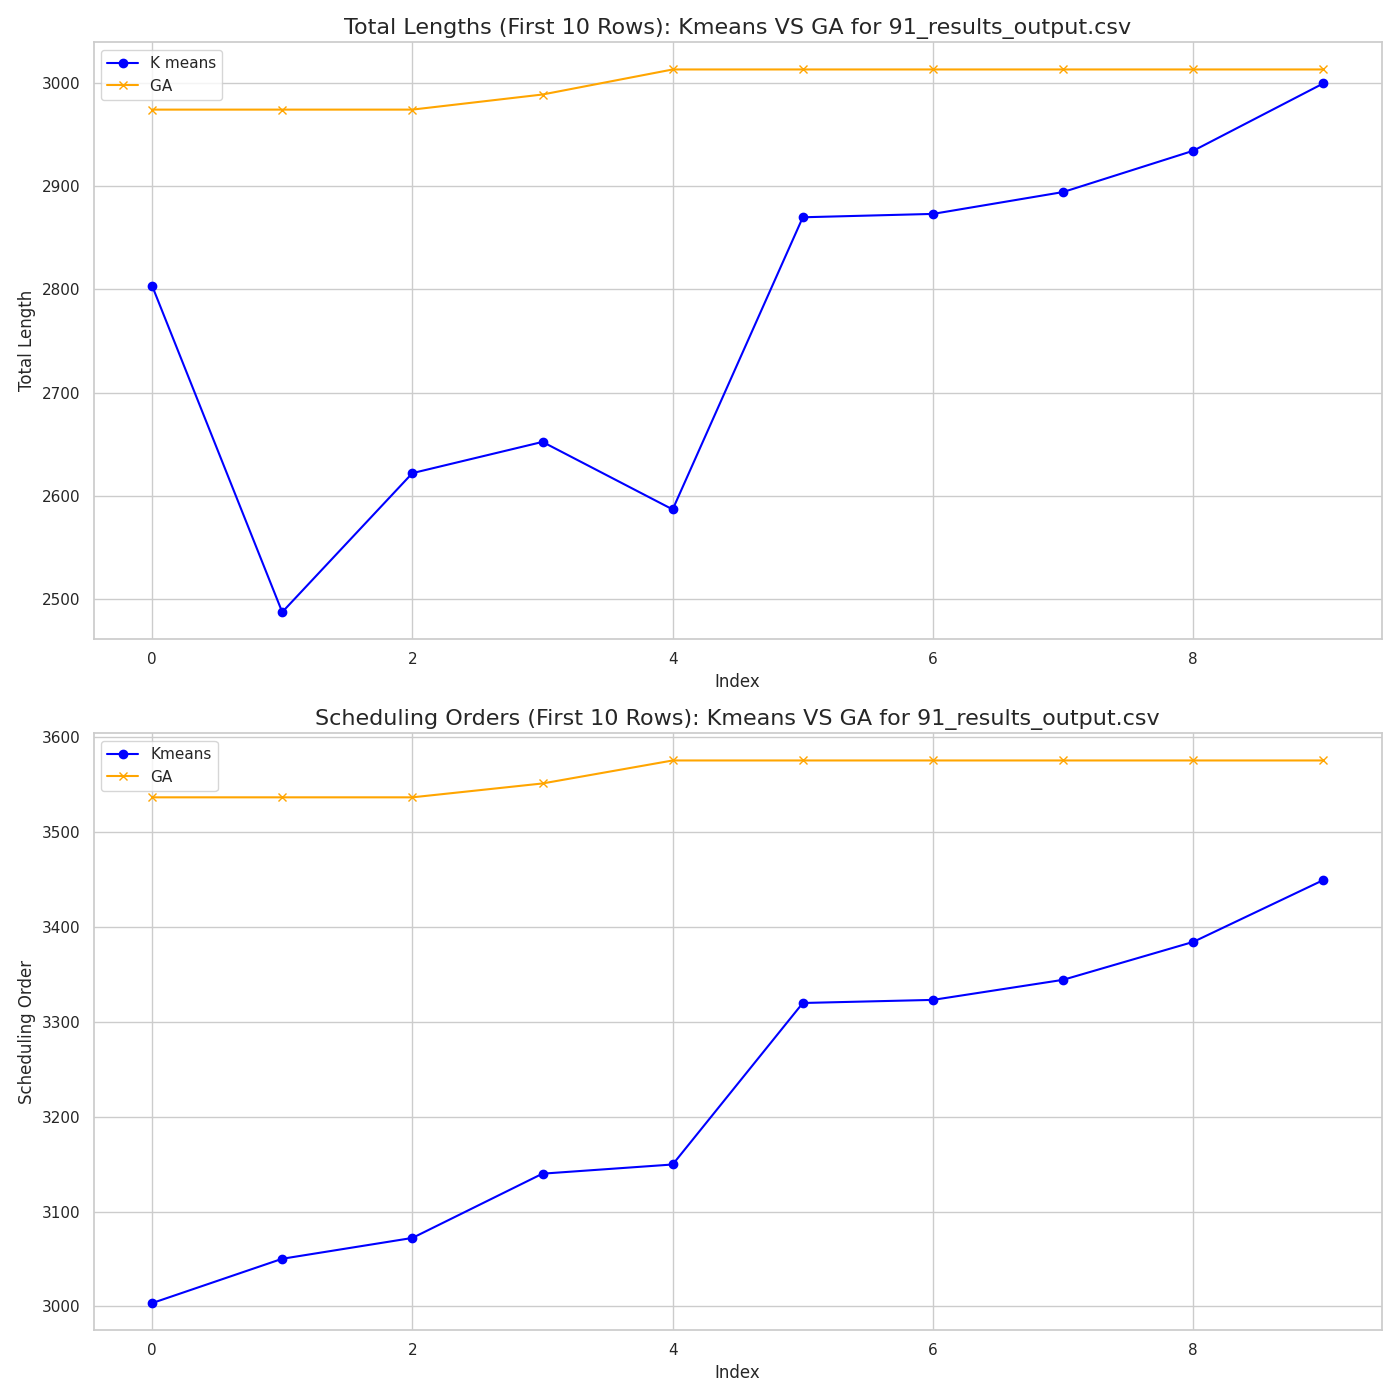 Total Lengths (First 10 Rows): Kmeans VS GA for 91_results_output.csv
K means
GA
3000
2900
2800
2700
2600
2500
Total Length
0 2 4 6 8
Index
Scheduling Orders (First 10 Rows): Kmeans VS GA for 91_results_output.csv
Kmeans
GA
3600
3500
3400
3300
3200
3100
3000
Scheduling Order
0 2 4 6 8
Index